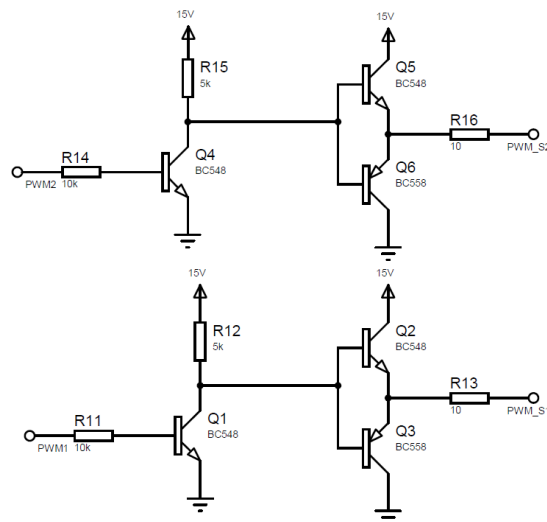 15V
15V
R15
5k
Q5
BC548
R16
10
PWM_S2
R14
10k
PWM2
Q4
BC548
Q6
BC558
15V
15V
R12
5k
Q2
BC548
R13
10
PWM_S1
R11
10k
PWM1
Q1
BC548
Q3
BC558